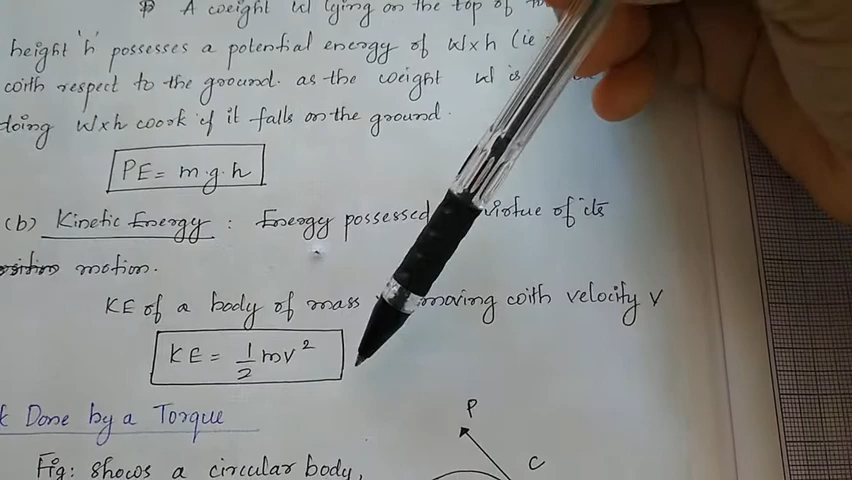 A weight W lying on the top of
height 'h' possesses a potential energy of W×h (ie
with respect to the ground. as the weight W is
doing W×h work if it falls on the ground.
PE = m.g.h
(b) Kinetic Energy : Energy possessed virtue of its
motion.
KE of a body of mass moving with velocity v
KE = 1/2 mv²
Done by a Torque
P
Fig: shows a circular body,
C